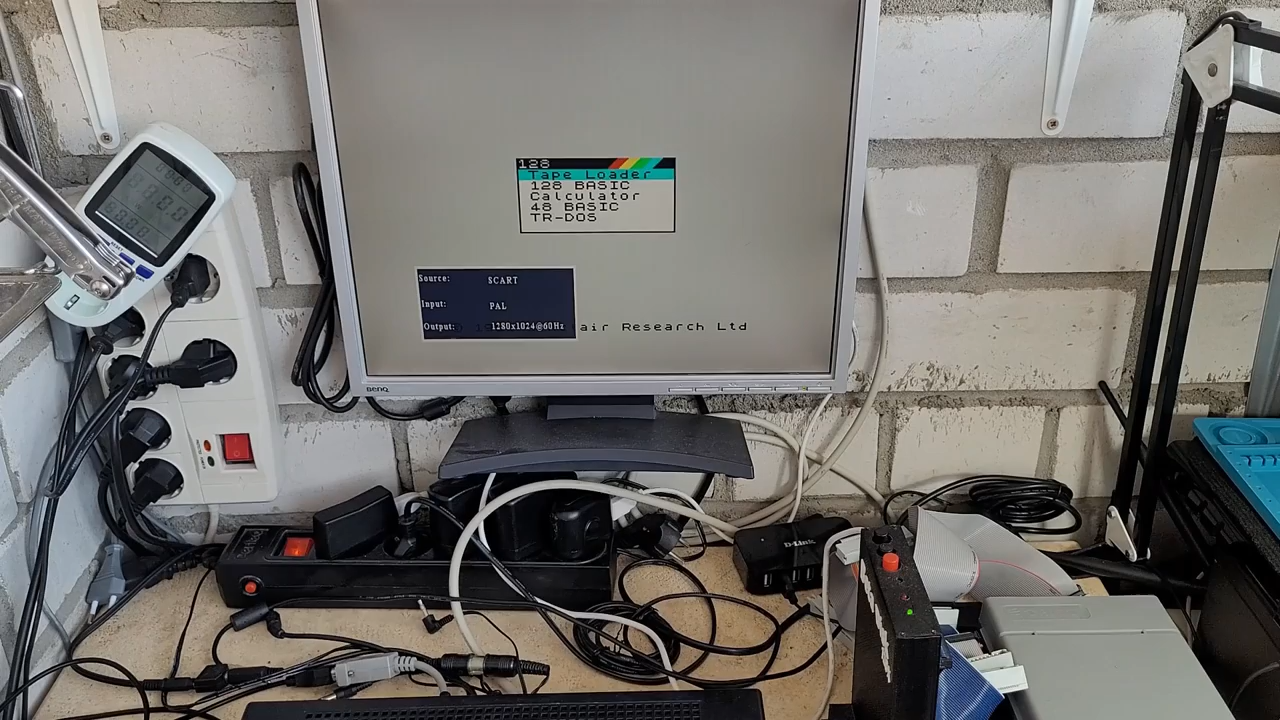 128
Tape Loader
128 BASIC
Calculator
48 BASIC
TR-DOS
Source: SCART
Input: PAL
Output: 1280x1024@60Hz
air Research Ltd
BenQ
D-Link
RESET